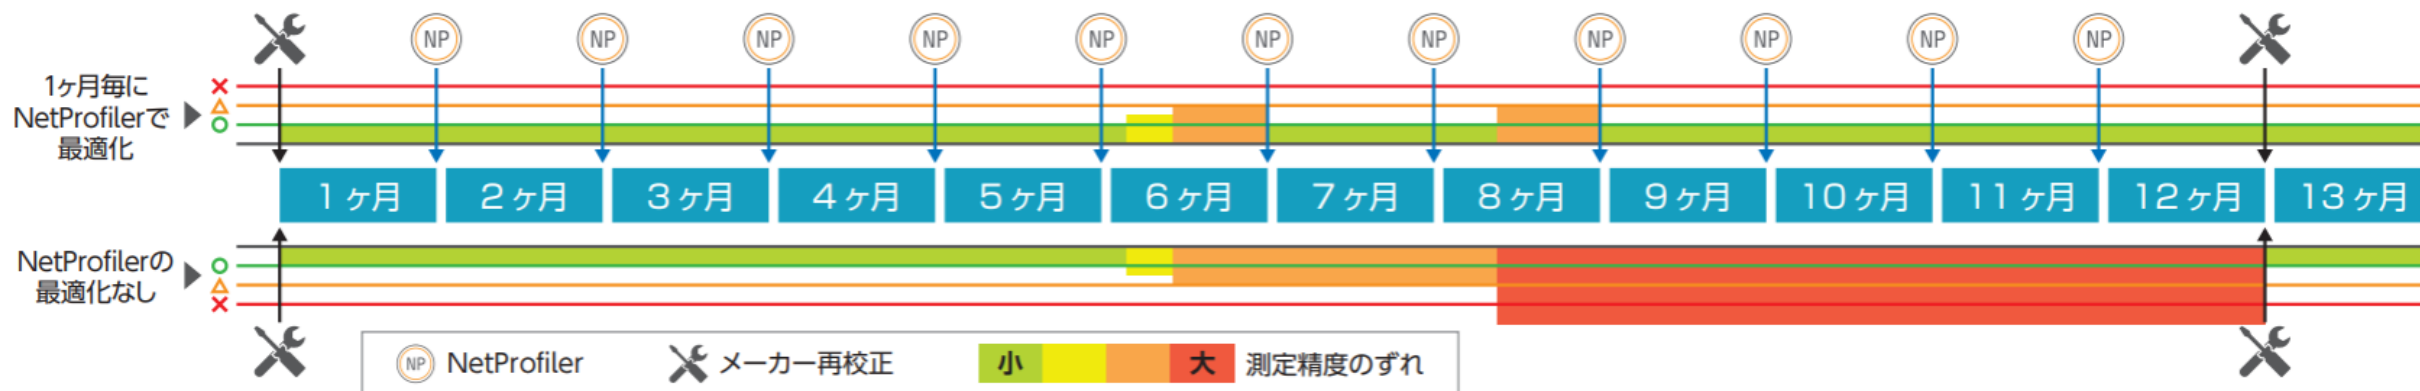 NP NP NP NP NP NP NP NP NP NP NP
1ヶ月毎に
NetProfilerで
最適化
×
△
○
1ヶ月 2ヶ月 3ヶ月 4ヶ月 5ヶ月 6ヶ月 7ヶ月 8ヶ月 9ヶ月 10ヶ月 11ヶ月 12ヶ月 13ヶ月
NetProfilerの
最適化なし
○
△
×
NP NetProfiler メーカー再校正 小 大 測定精度のずれ